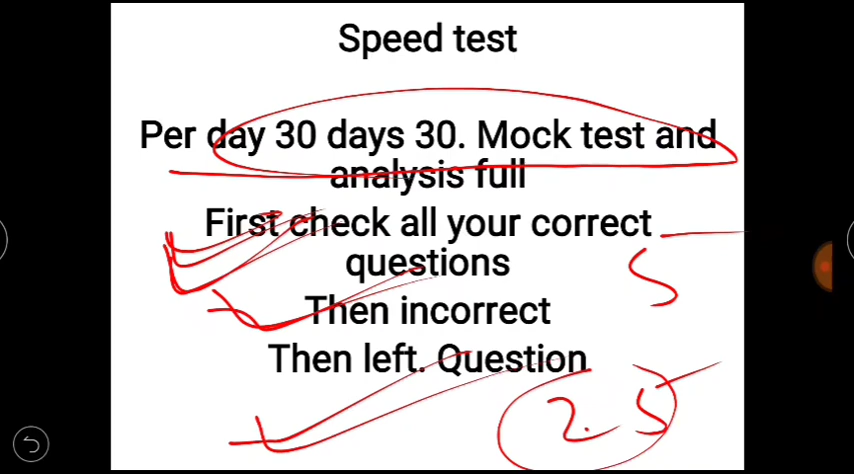 Speed test
Per day 30 days 30. Mock test and
analysis full
First check all your correct
questions
5
Then incorrect
Then left. Question
2.5